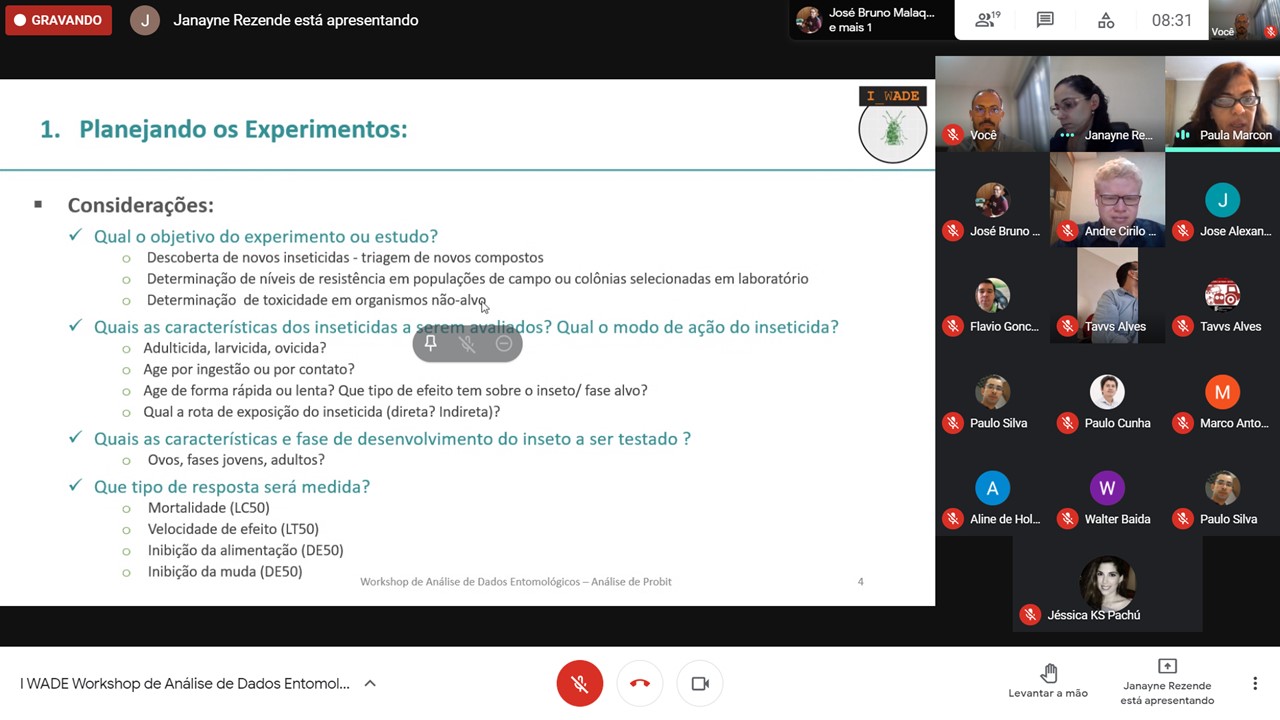 GRAVANDO
J
Janayne Rezende está apresentando
José Bruno Malaq...
e mais 1
19
08:31
Você
I_WADE
1. Planejando os Experimentos:
Considerações:
Qual o objetivo do experimento ou estudo?
Descoberta de novos inseticidas - triagem de novos compostos
Determinação de níveis de resistência em populações de campo ou colônias selecionadas em laboratório
Determinação de toxicidade em organismos não-alvo
Quais as características dos inseticidas a serem avaliados? Qual o modo de ação do inseticida?
Adulticida, larvicida, ovicida?
Age por ingestão ou por contato?
Age de forma rápida ou lenta? Que tipo de efeito tem sobre o inseto/ fase alvo?
Qual a rota de exposição do inseticida (direta? Indireta)?
Quais as características e fase de desenvolvimento do inseto a ser testado ?
Ovos, fases jovens, adultos?
Que tipo de resposta será medida?
Mortalidade (LC50)
Velocidade de efeito (LT50)
Inibição da alimentação (DE50)
Inibição da muda (DE50)
Workshop de Análise de Dados Entomológicos – Análise de Probit
4
Você
Janayne Re...
Paula Marcon
José Bruno ...
Andre Cirilo ...
J
Jose Alexan...
Flavio Gonc...
Tavvs Alves
Tavvs Alves
Paulo Silva
Paulo Cunha
M
Marco Anto...
A
Aline de Hol...
W
Walter Baida
Paulo Silva
Jéssica KS Pachú
I WADE Workshop de Análise de Dados Entomol...
Levantar a mão
Janayne Rezende
está apresentando